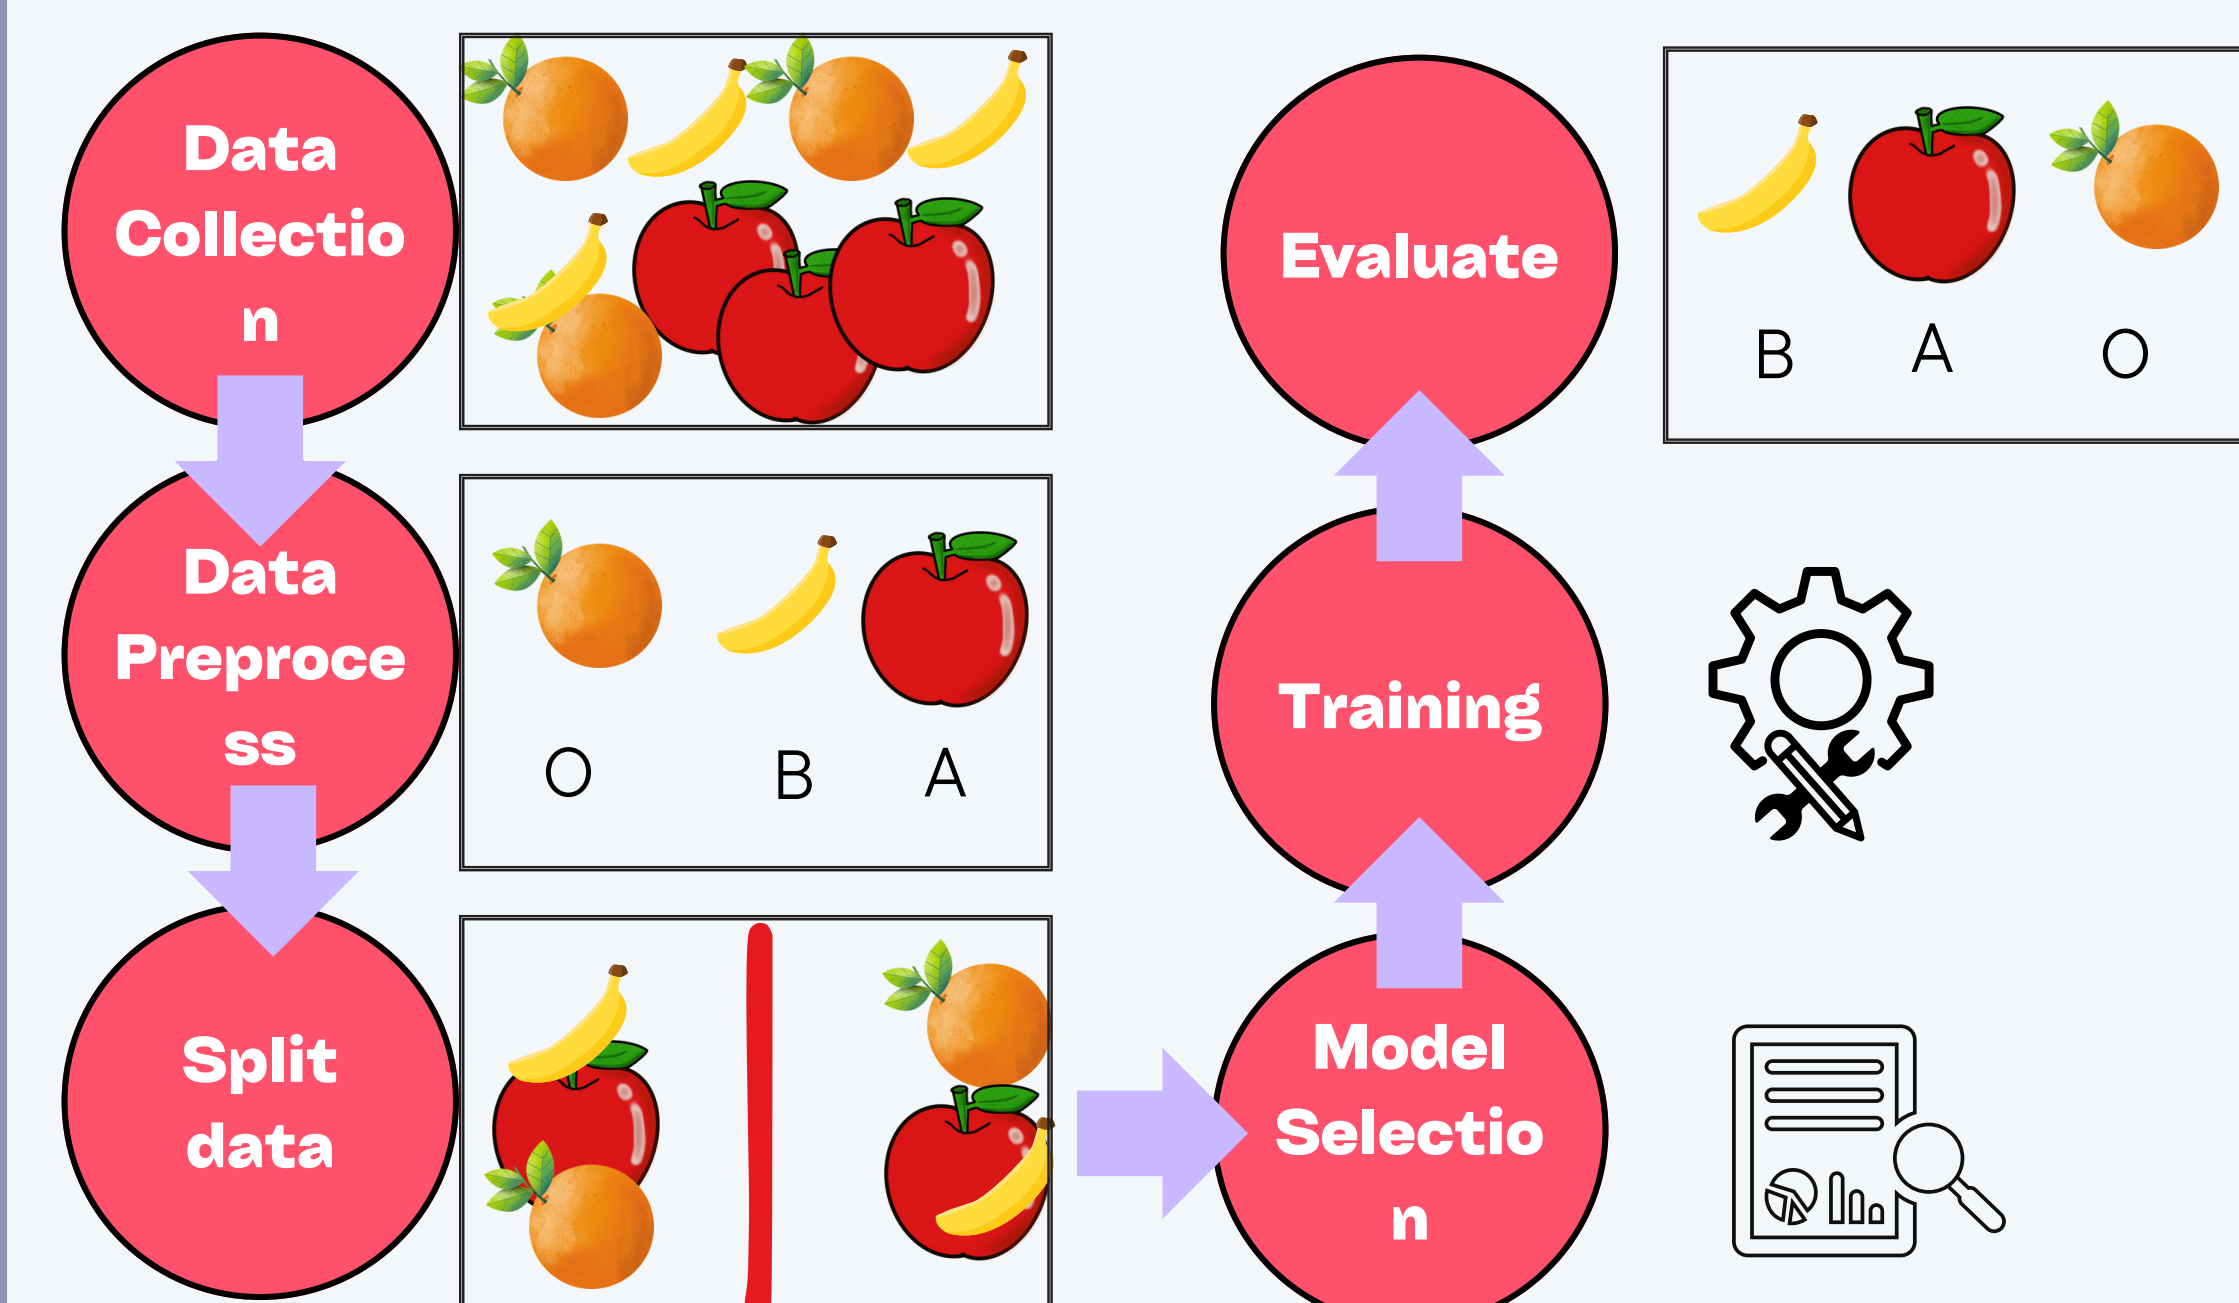 Data
Collectio
n
Data
Preproce
ss
O B A
Split
data
Model
Selectio
n
Training
Evaluate
B A O